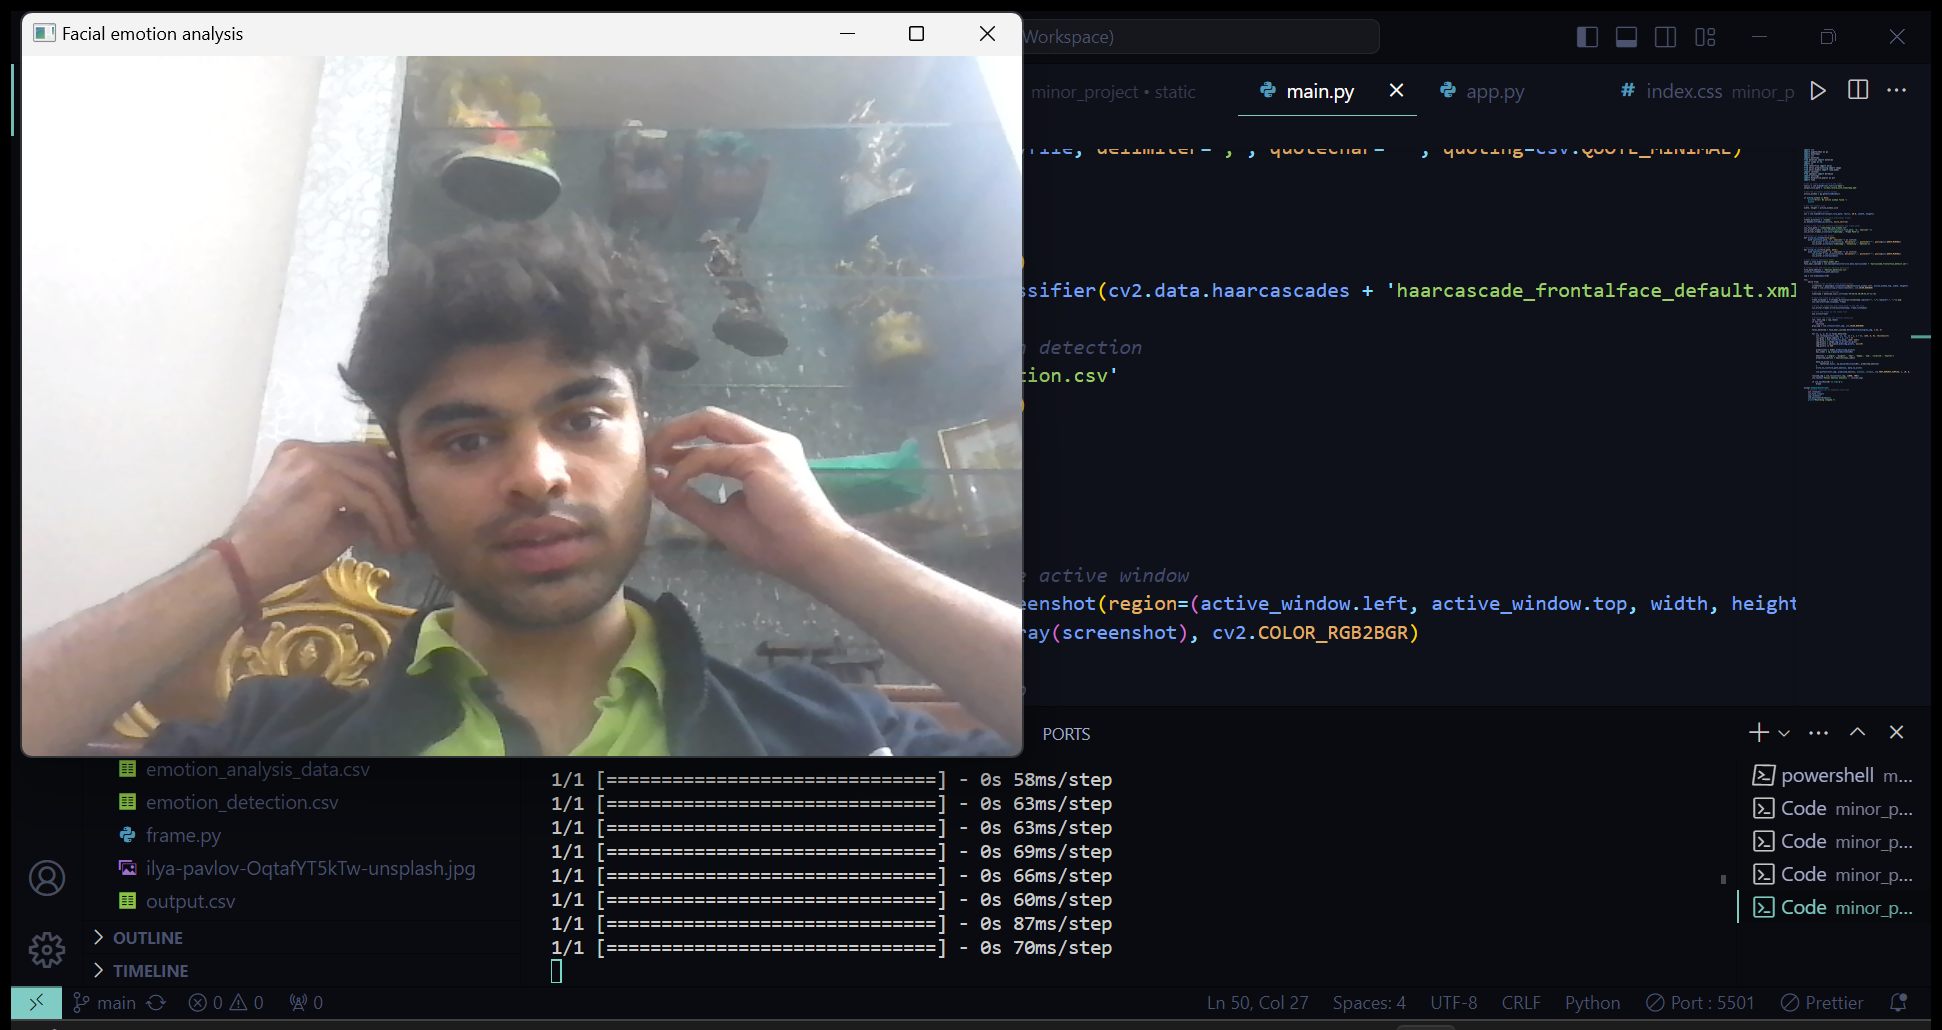 Facial emotion analysis
Workspace)
minor_project • static
main.py
app.py
# index.css minor_p
file, delimiter=',', quotechar='"', quoting=csv.QUOTE_MINIMAL)
)
ssifier(cv2.data.haarcascades + 'haarcascade_frontalface_default.xml
detection
ion.csv'
)
active window
eenshot(region=(active_window.left, active_window.top, width, height
ray(screenshot), cv2.COLOR_RGB2BGR)
PORTS
emotion_analysis_data.csv
emotion_detection.csv
frame.py
ilya-pavlov-OqtafYT5kTw-unsplash.jpg
output.csv
OUTLINE
TIMELINE
1/1 [==============================] - 0s 58ms/step
1/1 [==============================] - 0s 63ms/step
1/1 [==============================] - 0s 63ms/step
1/1 [==============================] - 0s 69ms/step
1/1 [==============================] - 0s 66ms/step
1/1 [==============================] - 0s 60ms/step
1/1 [==============================] - 0s 87ms/step
1/1 [==============================] - 0s 70ms/step
powershell m...
Code minor_p...
Code minor_p...
Code minor_p...
Code minor_p...
main
0
0
0
Ln 50, Col 27
Spaces: 4
UTF-8
CRLF
Python
Port : 5501
Prettier